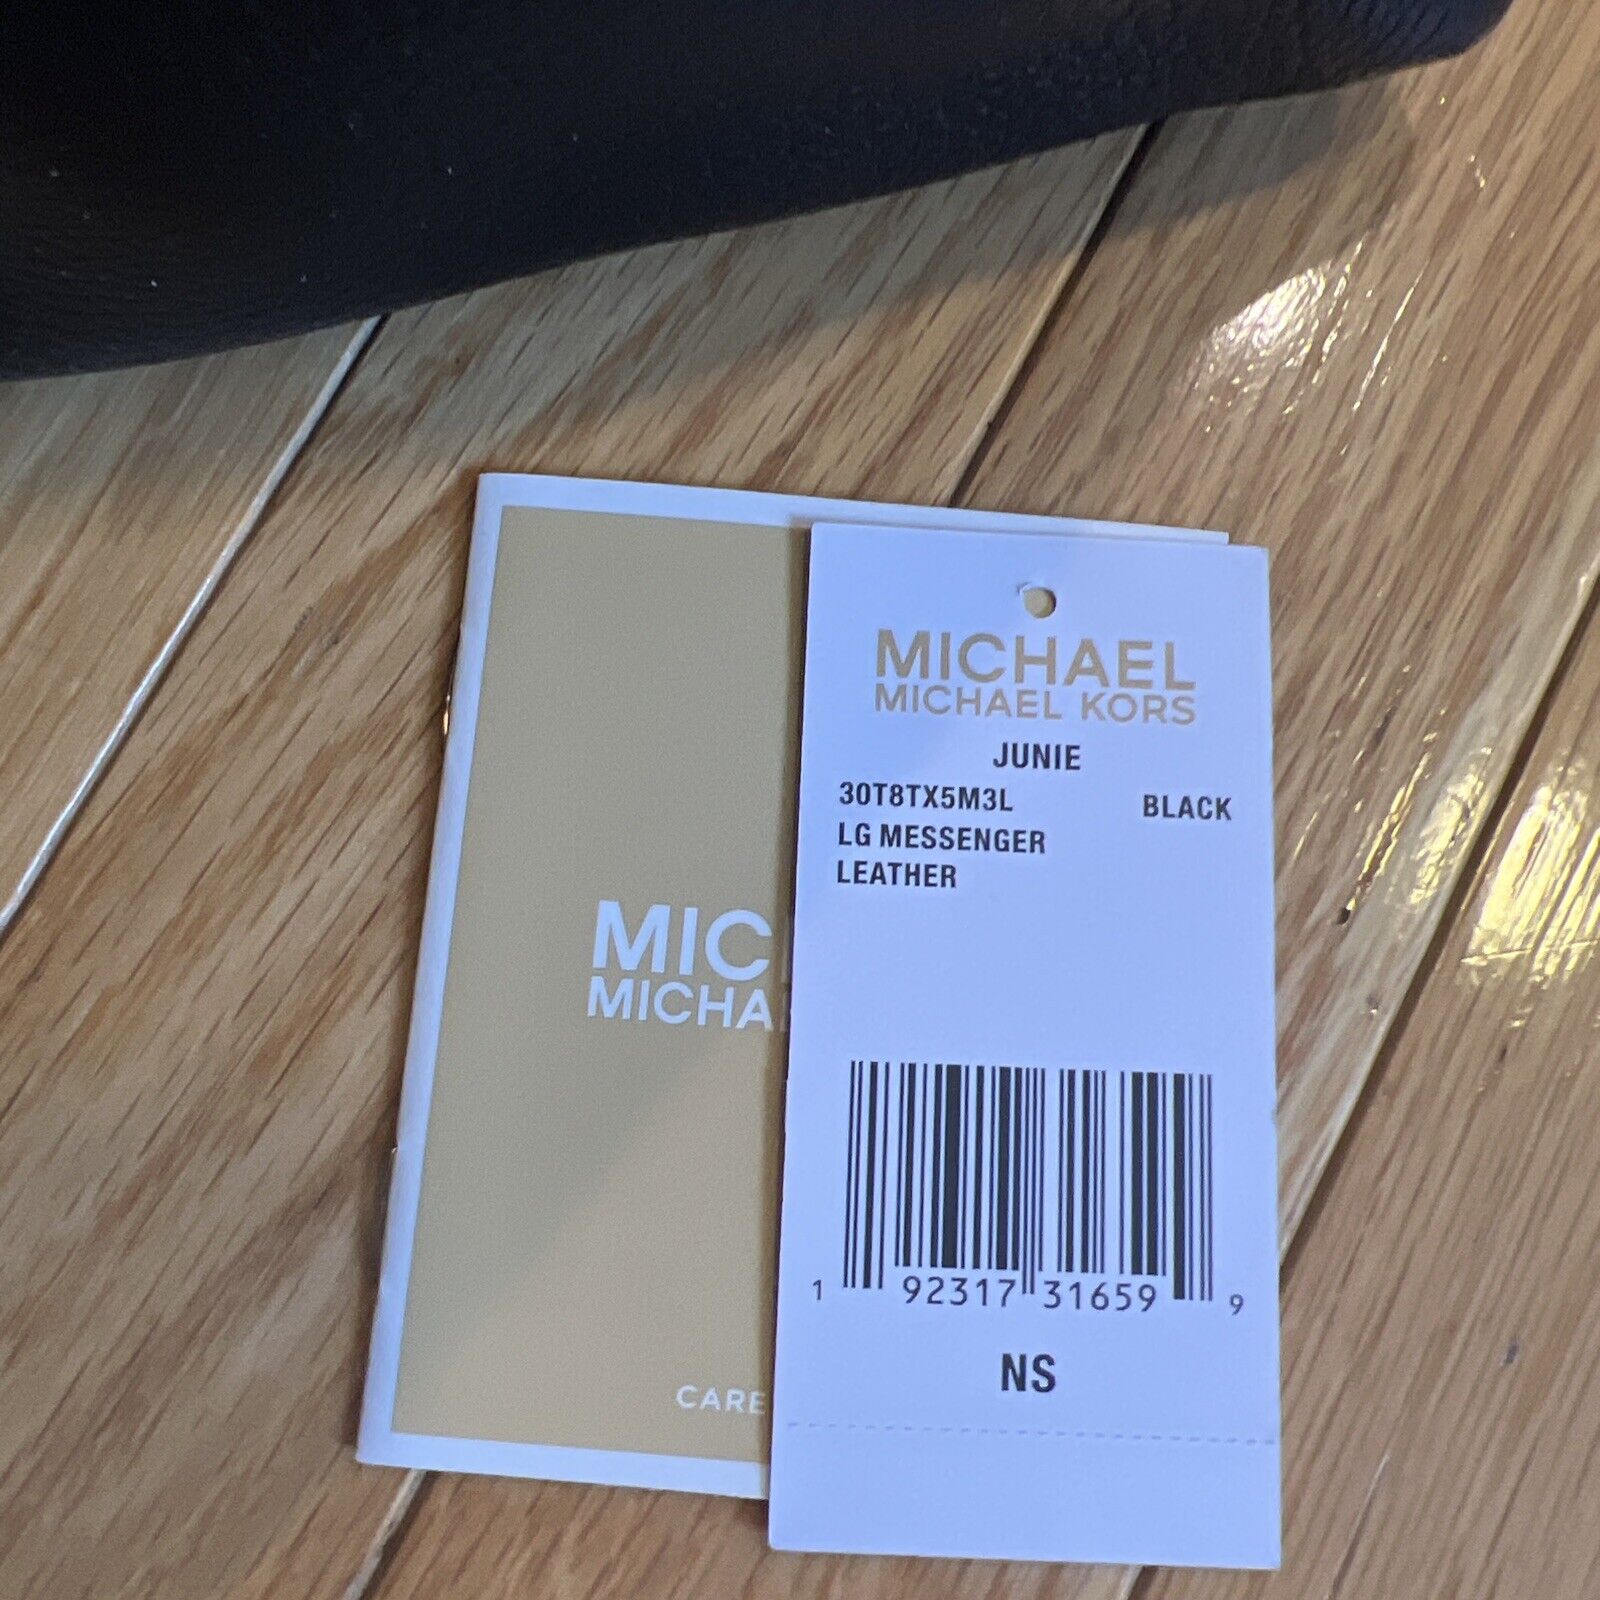 MICHAEL
MICHAEL KORS
JUNIE
30T8TX5M3L BLACK
LG MESSENGER
LEATHER
1 92317 31659 9
NS
MIC
MICHA
CARE